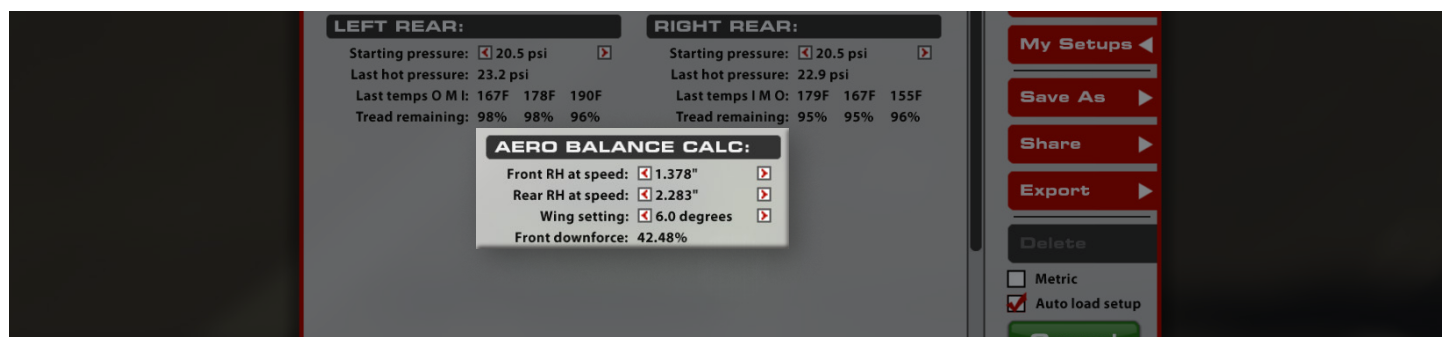 LEFT REAR:
Starting pressure: 20.5 psi
Last hot pressure: 23.2 psi
Last temps O M I: 167F 178F 190F
Tread remaining: 98% 98% 96%
RIGHT REAR:
Starting pressure: 20.5 psi
Last hot pressure: 22.9 psi
Last temps I M O: 179F 167F 155F
Tread remaining: 95% 95% 96%
AERO BALANCE CALC:
Front RH at speed: 1.378"
Rear RH at speed: 2.283"
Wing setting: 6.0 degrees
Front downforce: 42.48%
My Setups
Save As
Share
Export
Delete
Metric
Auto load setup